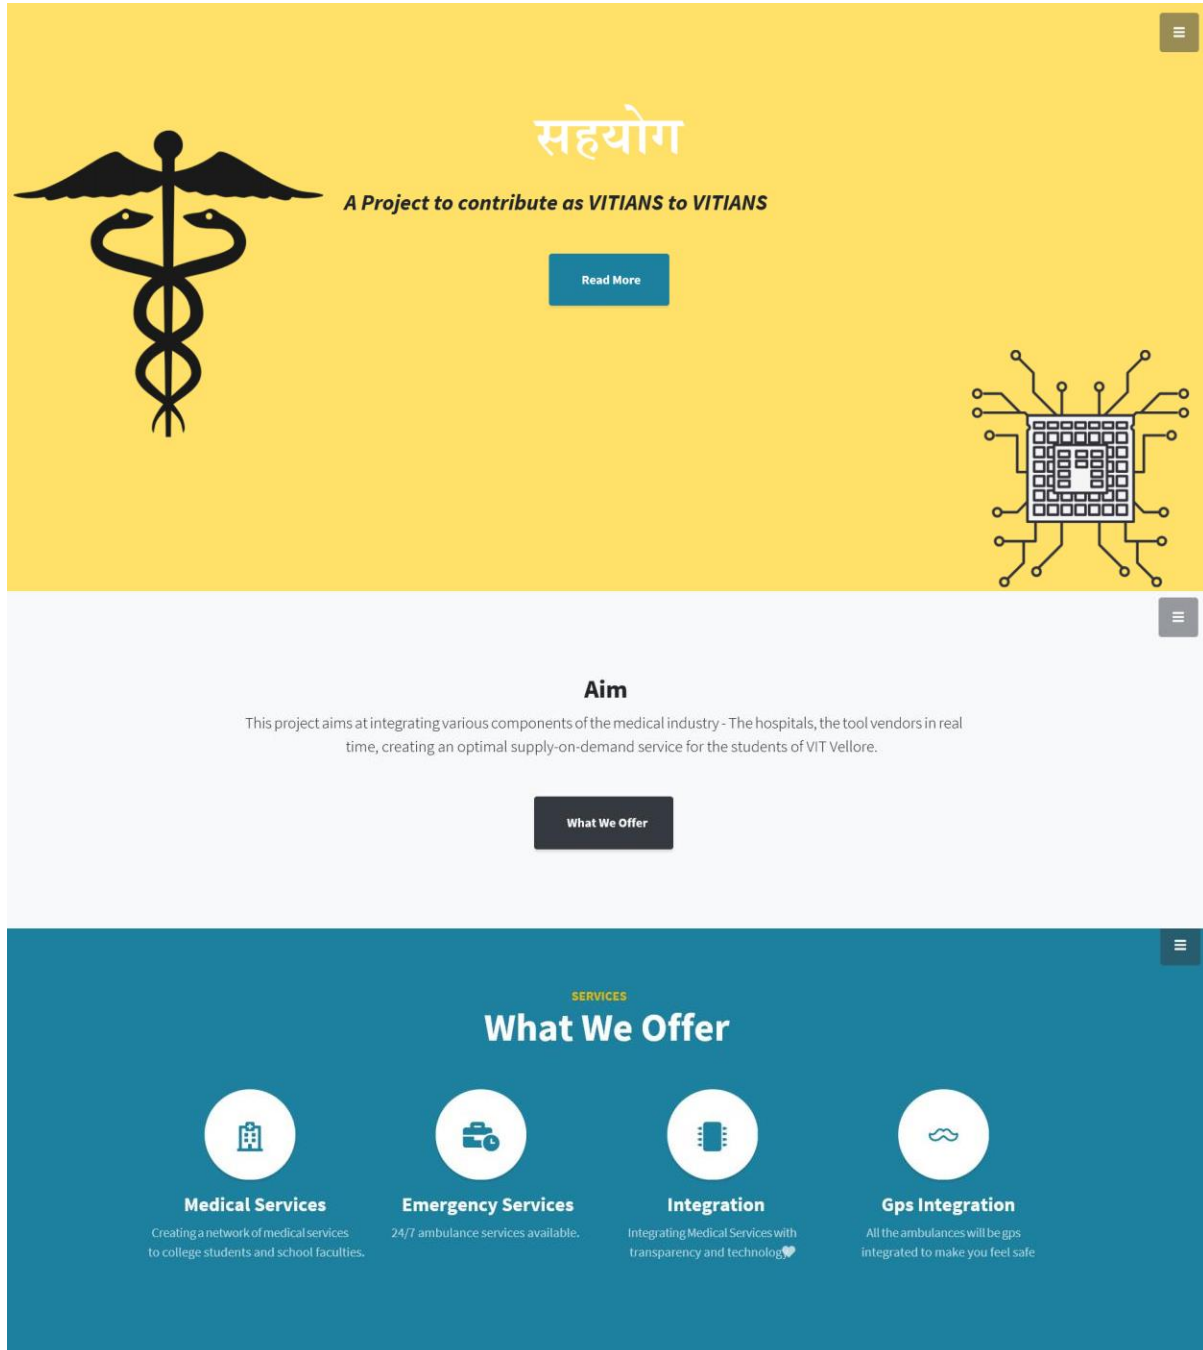 सहयोग
A Project to contribute as VITIANS to VITIANS
Read More
Aim
This project aims at integrating various components of the medical industry - The hospitals, the tool vendors in real
time, creating an optimal supply-on-demand service for the students of VIT Vellore.
What We Offer
SERVICES
What We Offer
Medical Services
Creating a network of medical services
to college students and school faculties.
Emergency Services
24/7 ambulance services available.
Integration
Integrating Medical Services with
transparency and technology
Gps Integration
All the ambulances will be gps
integrated to make you feel safe